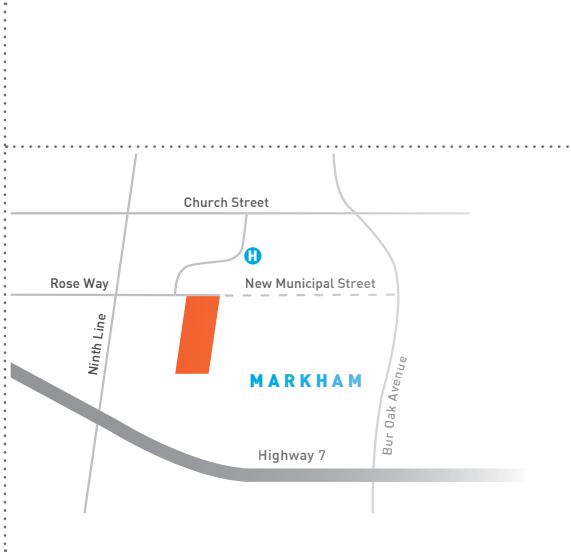 Church Street
H
Rose Way
New Municipal Street
Ninth Line
MARKHAM
Bur Oak Avenue
Highway 7